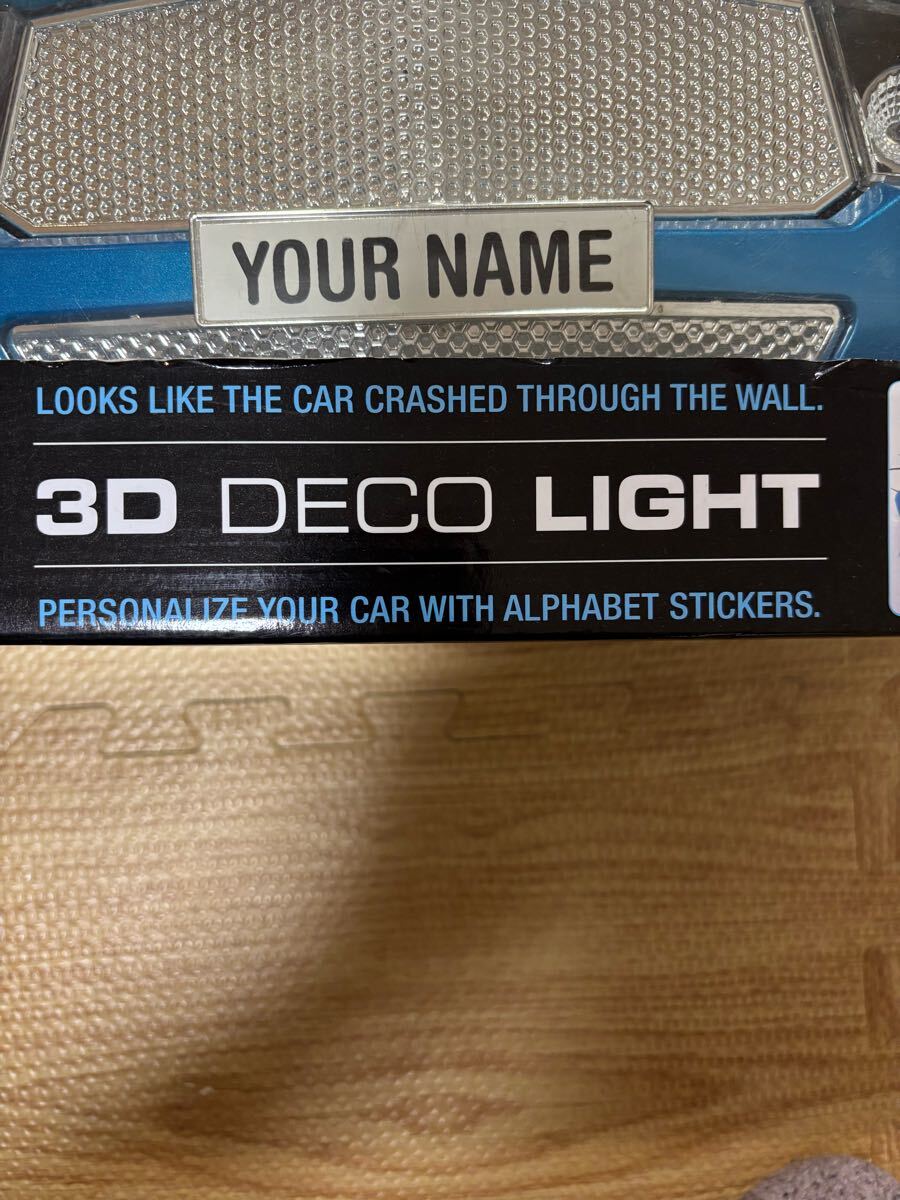 YOUR NAME
LOOKS LIKE THE CAR CRASHED THROUGH THE WALL.
3D DECO LIGHT
PERSONALIZE YOUR CAR WITH ALPHABET STICKERS.